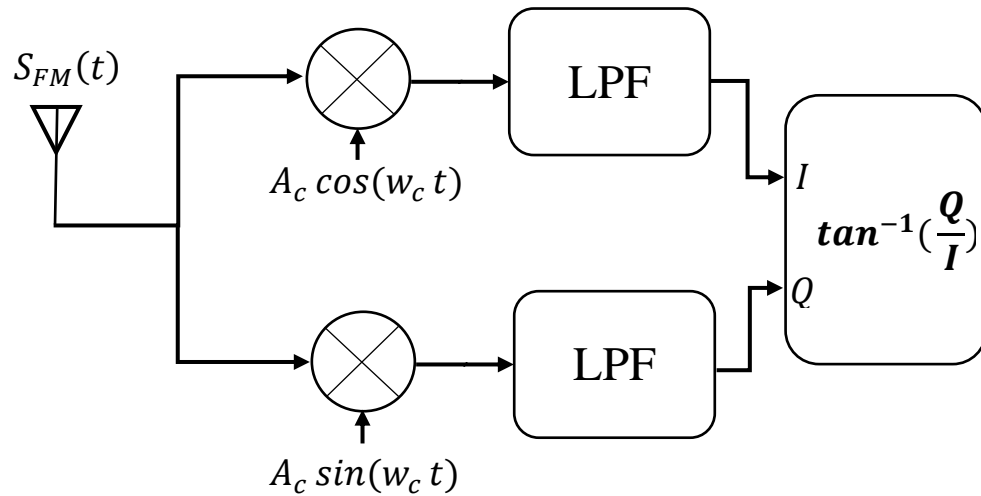 S_FM(t)
LPF
A_c cos(w_c t)
I
tan⁻¹(Q/I)
Q
LPF
A_c sin(w_c t)